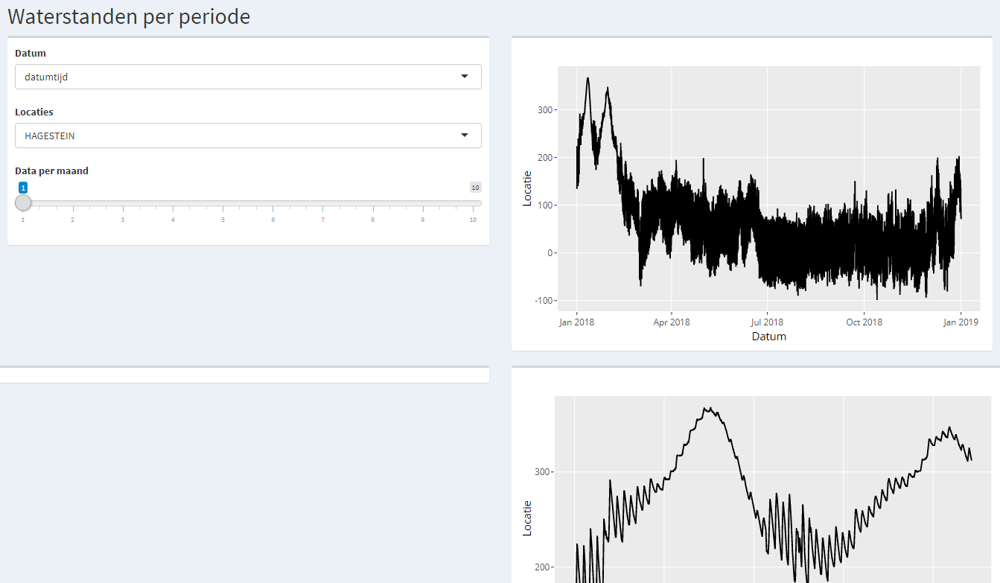 Waterstanden per periode
Datum
datumtijd
Locaties
HAGESTEIN
Data per maand
1
10
1 2 3 4 5 6 7 8 9 10
Locatie
300
200
100
0
-100
Jan 2018 Apr 2018 Jul 2018 Oct 2018 Jan 2019
Datum
Locatie
300
200